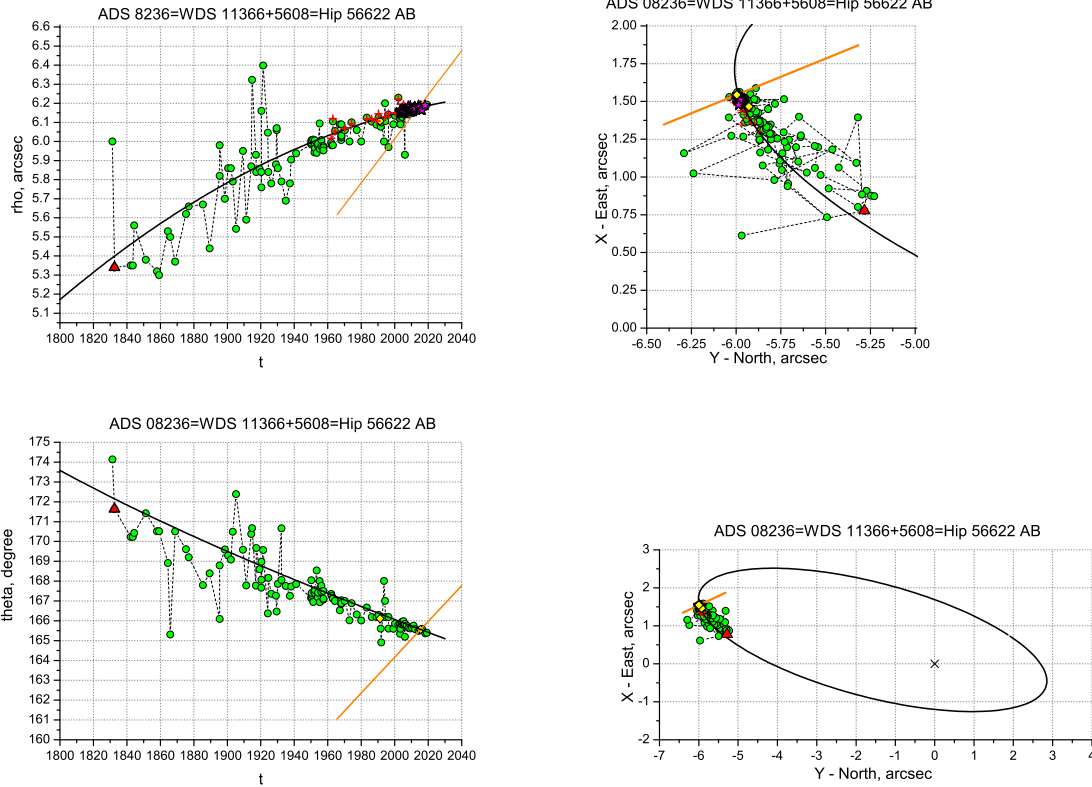 ADS 8236=WDS 11366+5608=Hip 56622 AB
6.6
6.5
6.4
6.3
6.2
6.1
6.0
5.9
5.8
5.7
5.6
5.5
5.4
5.3
5.2
5.1
rho, arcsec
1800 1820 1840 1860 1880 1900 1920 1940 1960 1980 2000 2020 2040
t
ADS 08236=WDS 11366+5608=Hip 56622 AB
2.00
1.75
1.50
1.25
1.00
0.75
0.50
0.25
0.00
X - East, arcsec
-6.50 -6.25 -6.00 -5.75 -5.50 -5.25 -5.00
Y - North, arcsec
ADS 08236=WDS 11366+5608=Hip 56622 AB
175
174
173
172
171
170
169
168
167
166
165
164
163
162
161
160
theta, degree
1800 1820 1840 1860 1880 1900 1920 1940 1960 1980 2000 2020 2040
t
ADS 08236=WDS 11366+5608=Hip 56622 AB
3
2
1
0
-1
-2
X - East, arcsec
-7 -6 -5 -4 -3 -2 -1 0 1 2 3 4
Y - North, arcsec